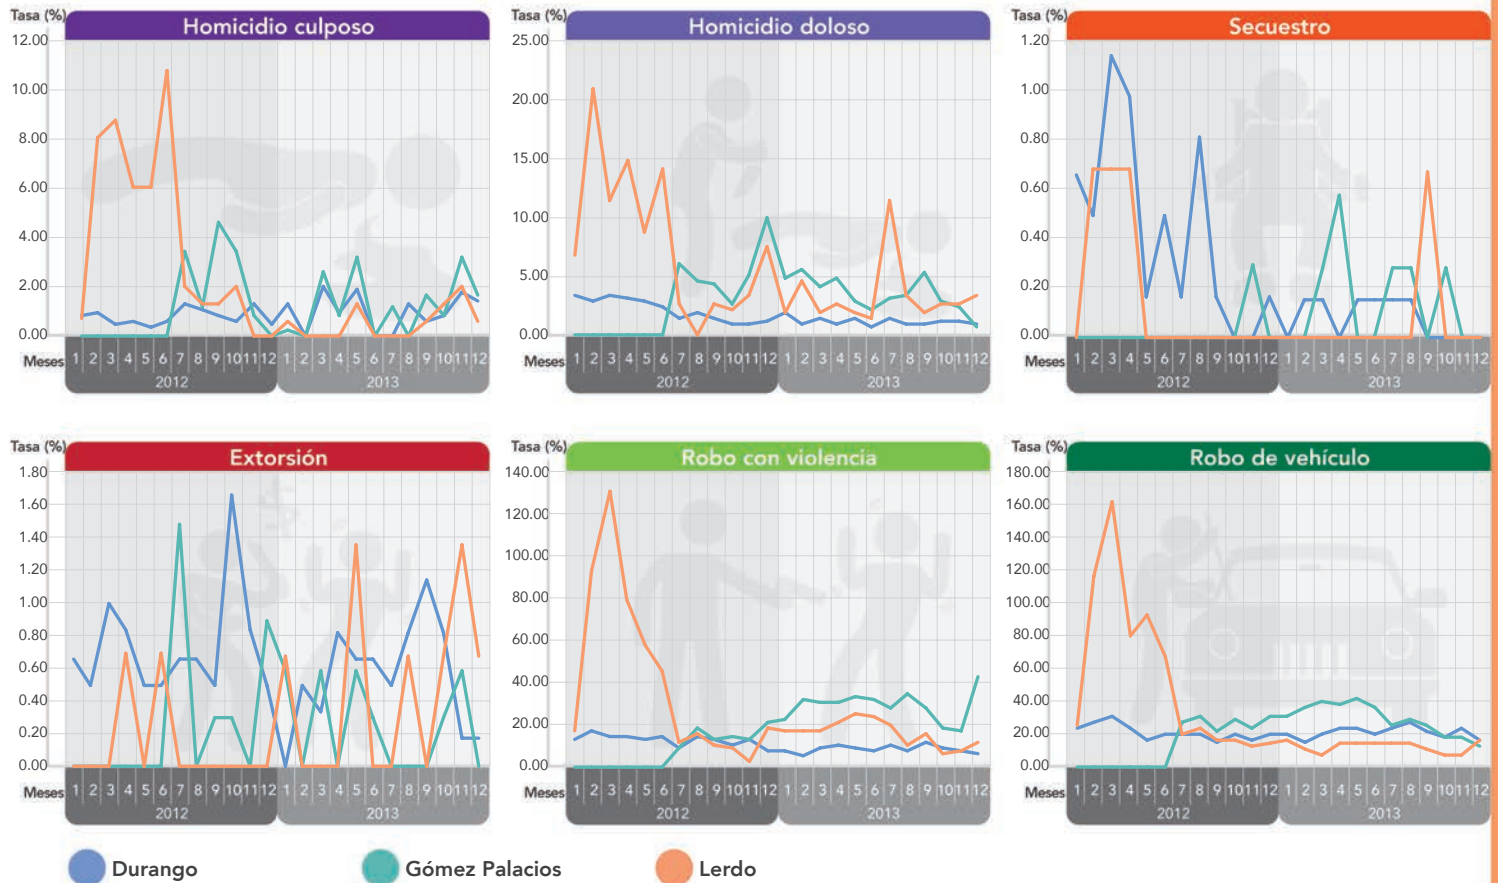 Tasa (%)
Homicidio culposo
12.00
10.00
8.00
6.00
4.00
2.00
0.00
Meses 1 2 3 4 5 6 7 8 9 10 11 12 1 2 3 4 5 6 7 8 9 10 11 12
2012 2013
Tasa (%)
Homicidio doloso
25.00
20.00
15.00
10.00
5.00
0.00
Meses 1 2 3 4 5 6 7 8 9 10 11 12 1 2 3 4 5 6 7 8 9 10 11 12
2012 2013
Tasa (%)
Secuestro
1.20
1.00
0.80
0.60
0.40
0.20
0.00
Meses 1 2 3 4 5 6 7 8 9 10 11 12 1 2 3 4 5 6 7 8 9 10 11 12
2012 2013
Tasa (%)
Extorsión
1.80
1.60
1.40
1.20
1.00
0.80
0.60
0.40
0.20
0.00
Meses 1 2 3 4 5 6 7 8 9 10 11 12 1 2 3 4 5 6 7 8 9 10 11 12
2012 2013
Tasa (%)
Robo con violencia
140.00
120.00
100.00
80.00
60.00
40.00
20.00
0.00
Meses 1 2 3 4 5 6 7 8 9 10 11 12 1 2 3 4 5 6 7 8 9 10 11 12
2012 2013
Tasa (%)
Robo de vehículo
180.00
160.00
140.00
120.00
100.00
80.00
60.00
40.00
20.00
0.00
Meses 1 2 3 4 5 6 7 8 9 10 11 12 1 2 3 4 5 6 7 8 9 10 11 12
2012 2013
Durango Gómez Palacios Lerdo